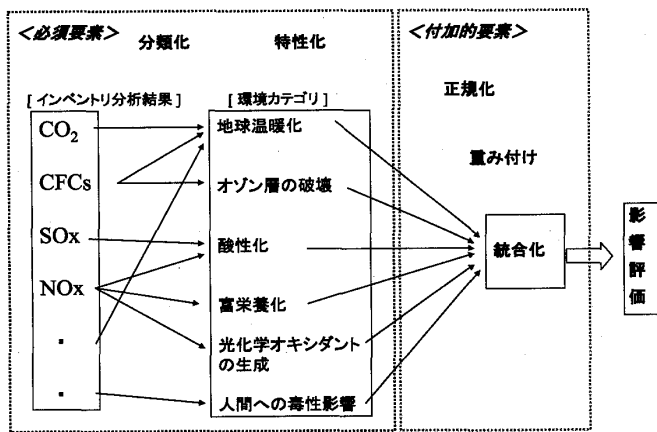 ＜必須要素＞
分類化
特性化
[ インベントリ分析結果 ]
[ 環境カテゴリ ]
CO₂
CFCs
SOx
NOx
・
・
地球温暖化
オゾン層の破壊
酸性化
富栄養化
光化学オキシダント
の生成
人間への毒性影響
＜付加的要素＞
正規化
重み付け
統合化
影響評価